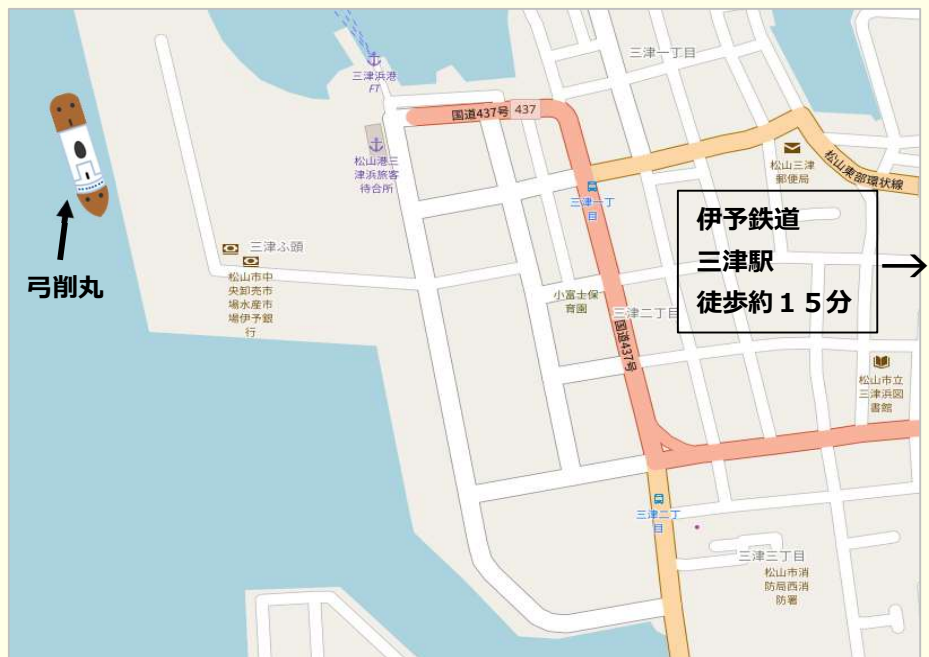 三津一丁目
三津浜港
FT
国道437号
437
松山港三
津浜旅客
待合所
松山三津
郵便局
松山東部環状線
三津一丁
目
伊予鉄道
三津駅
徒歩約１５分
→
弓削丸
三津ふ頭
松山市中
央卸売市
場水産市
場伊予銀
行
小富士保
育園
三津二丁目
国道437号
松山市立
三津浜図
書館
三津二丁
目
三津三丁目
松山市消
防局西消
防署